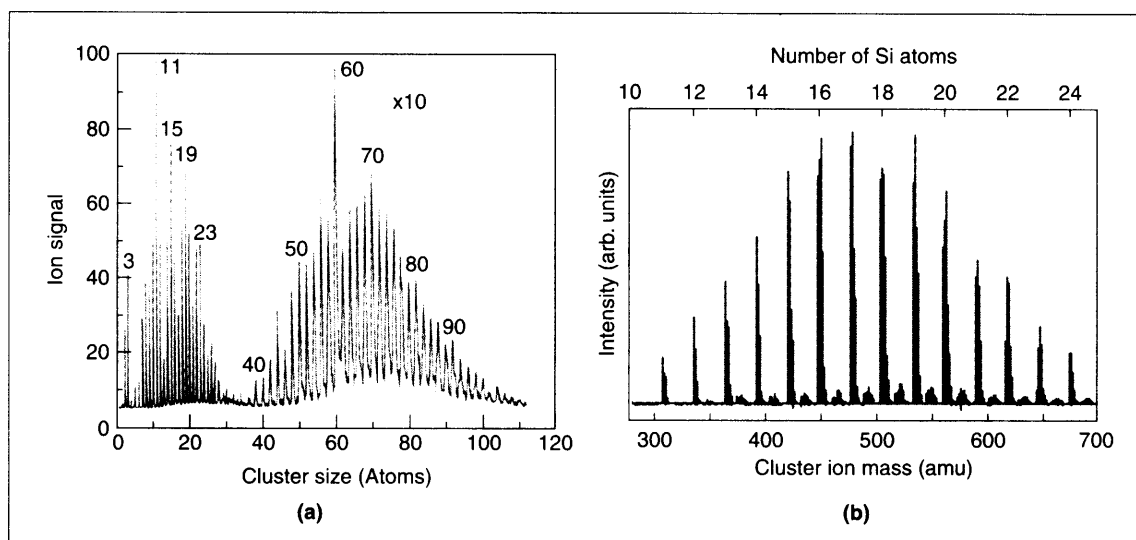 100
80
60
40
20
0
Ion signal
3
11
15
19
23
40
50
60
x10
70
80
90
0 20 40 60 80 100 120
Cluster size (Atoms)
(a)
Number of Si atoms
10 12 14 16 18 20 22 24
Intensity (arb. units)
300 400 500 600 700
Cluster ion mass (amu)
(b)